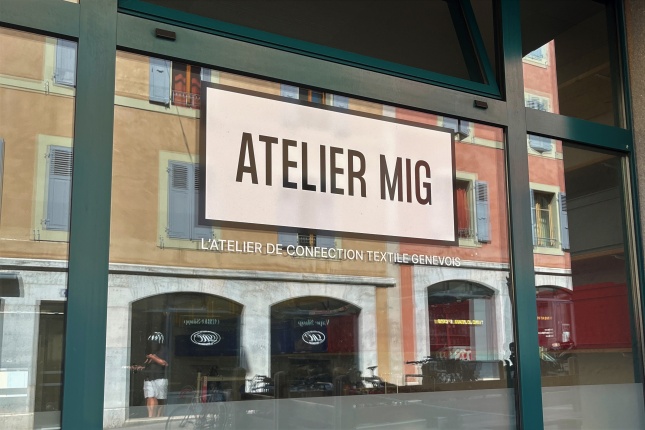 ATELIER MIG
L'ATELIER DE CONFECTION TEXTILE GENEVOIS